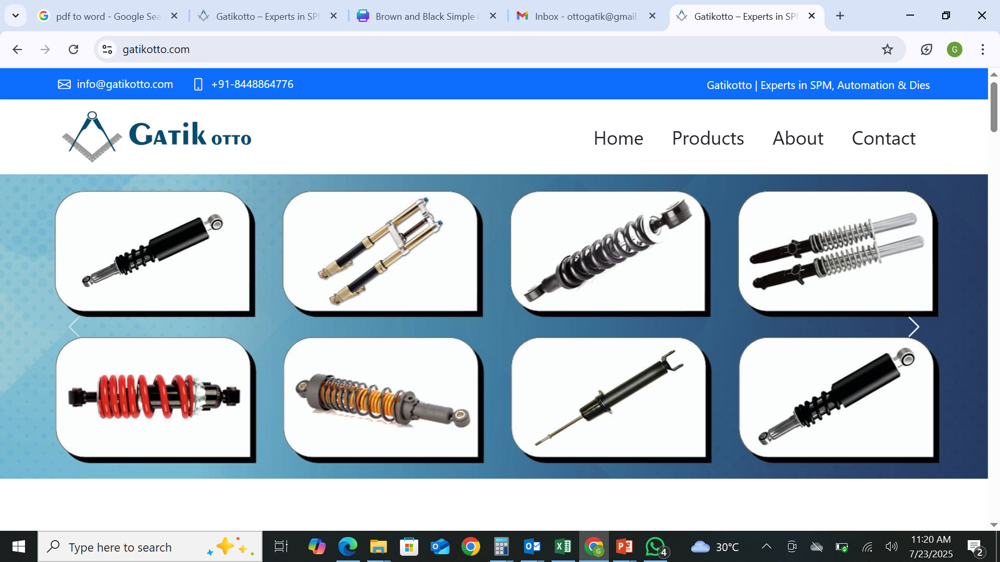 pdf to word - Google Sea
Gatikotto – Experts in SP
Brown and Black Simple
Inbox - ottogatik@gmail.
Gatikotto – Experts in SP
gatikotto.com
G
info@gatikotto.com
+91-8448864776
Gatikotto | Experts in SPM, Automation & Dies
GATIK OTTO
Home
Products
About
Contact
Type here to search
G
4
30°C
11:20 AM
7/23/2025
2